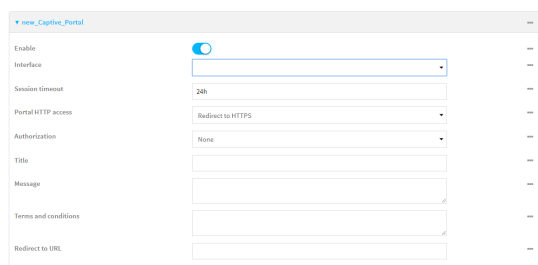 new_Captive_Portal
Enable
Interface
Session timeout
24h
Portal HTTP access
Redirect to HTTPS
Authorization
None
Title
Message
Terms and conditions
Redirect to URL